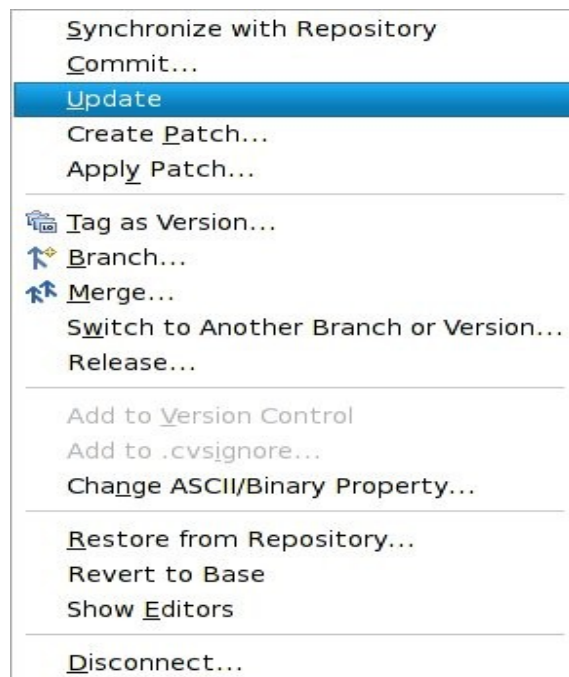 Synchronize with Repository
Commit...
Update
Create Patch...
Apply Patch...
Tag as Version...
Branch...
Merge...
Switch to Another Branch or Version...
Release...
Add to Version Control
Add to .cvsignore...
Change ASCII/Binary Property...
Restore from Repository...
Revert to Base
Show Editors
Disconnect...